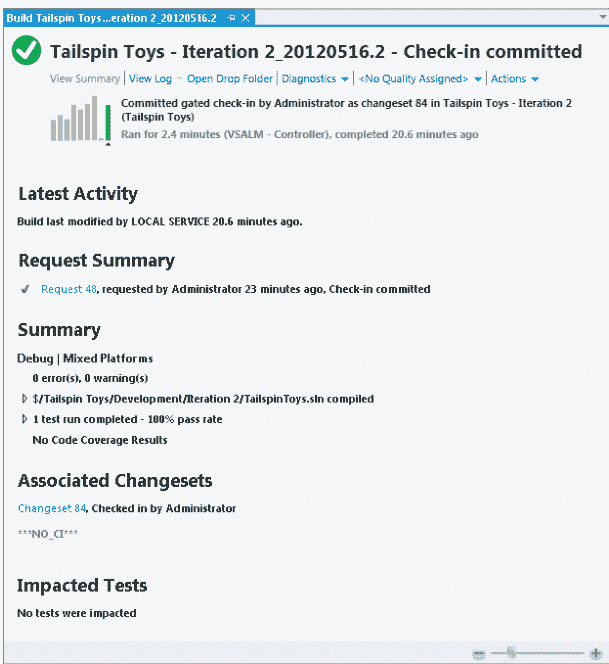 Build Tailspin Toys...eration 2_20120516.2
Tailspin Toys - Iteration 2_20120516.2 - Check-in committed
View Summary | View Log - Open Drop Folder | Diagnostics | <No Quality Assigned> | Actions
Committed gated check-in by Administrator as changeset 84 in Tailspin Toys - Iteration 2
(Tailspin Toys)
Ran for 2.4 minutes (VSALM - Controller), completed 20.6 minutes ago
Latest Activity
Build last modified by LOCAL SERVICE 20.6 minutes ago.
Request Summary
Request 48, requested by Administrator 23 minutes ago, Check-in committed
Summary
Debug | Mixed Platforms
0 error(s), 0 warning(s)
$/Tailspin Toys/Development/Iteration 2/TailspinToys.sln compiled
1 test run completed - 100% pass rate
No Code Coverage Results
Associated Changesets
Changeset 84, Checked in by Administrator
***NO_CI***
Impacted Tests
No tests were impacted